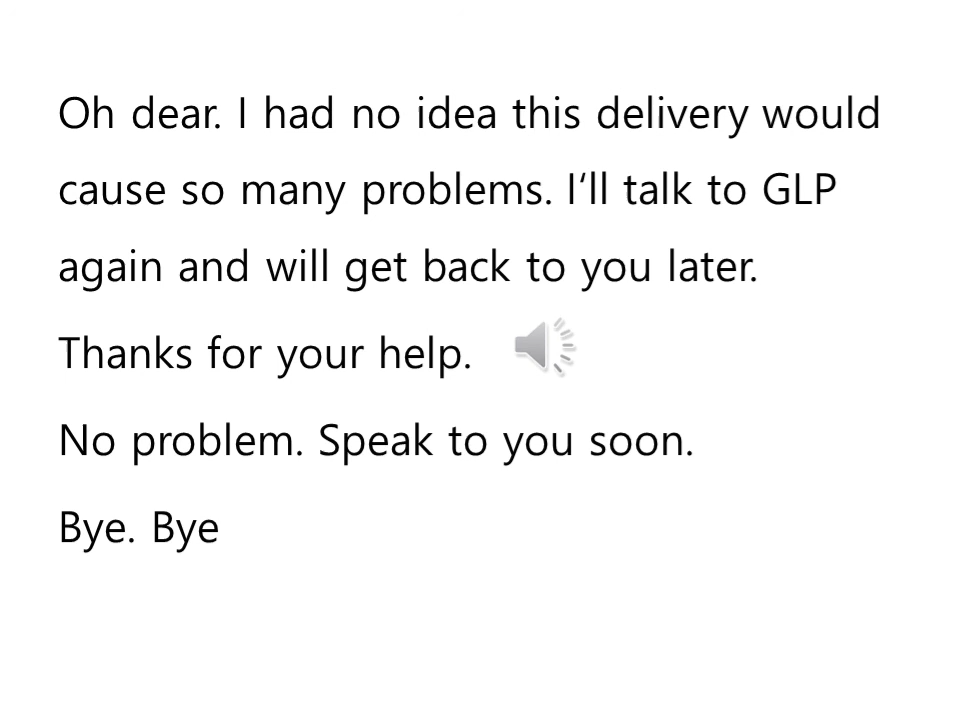 Oh dear. I had no idea this delivery would
cause so many problems. I‘ll talk to GLP
again and will get back to you later.
Thanks for your help.
No problem. Speak to you soon.
Bye. Bye